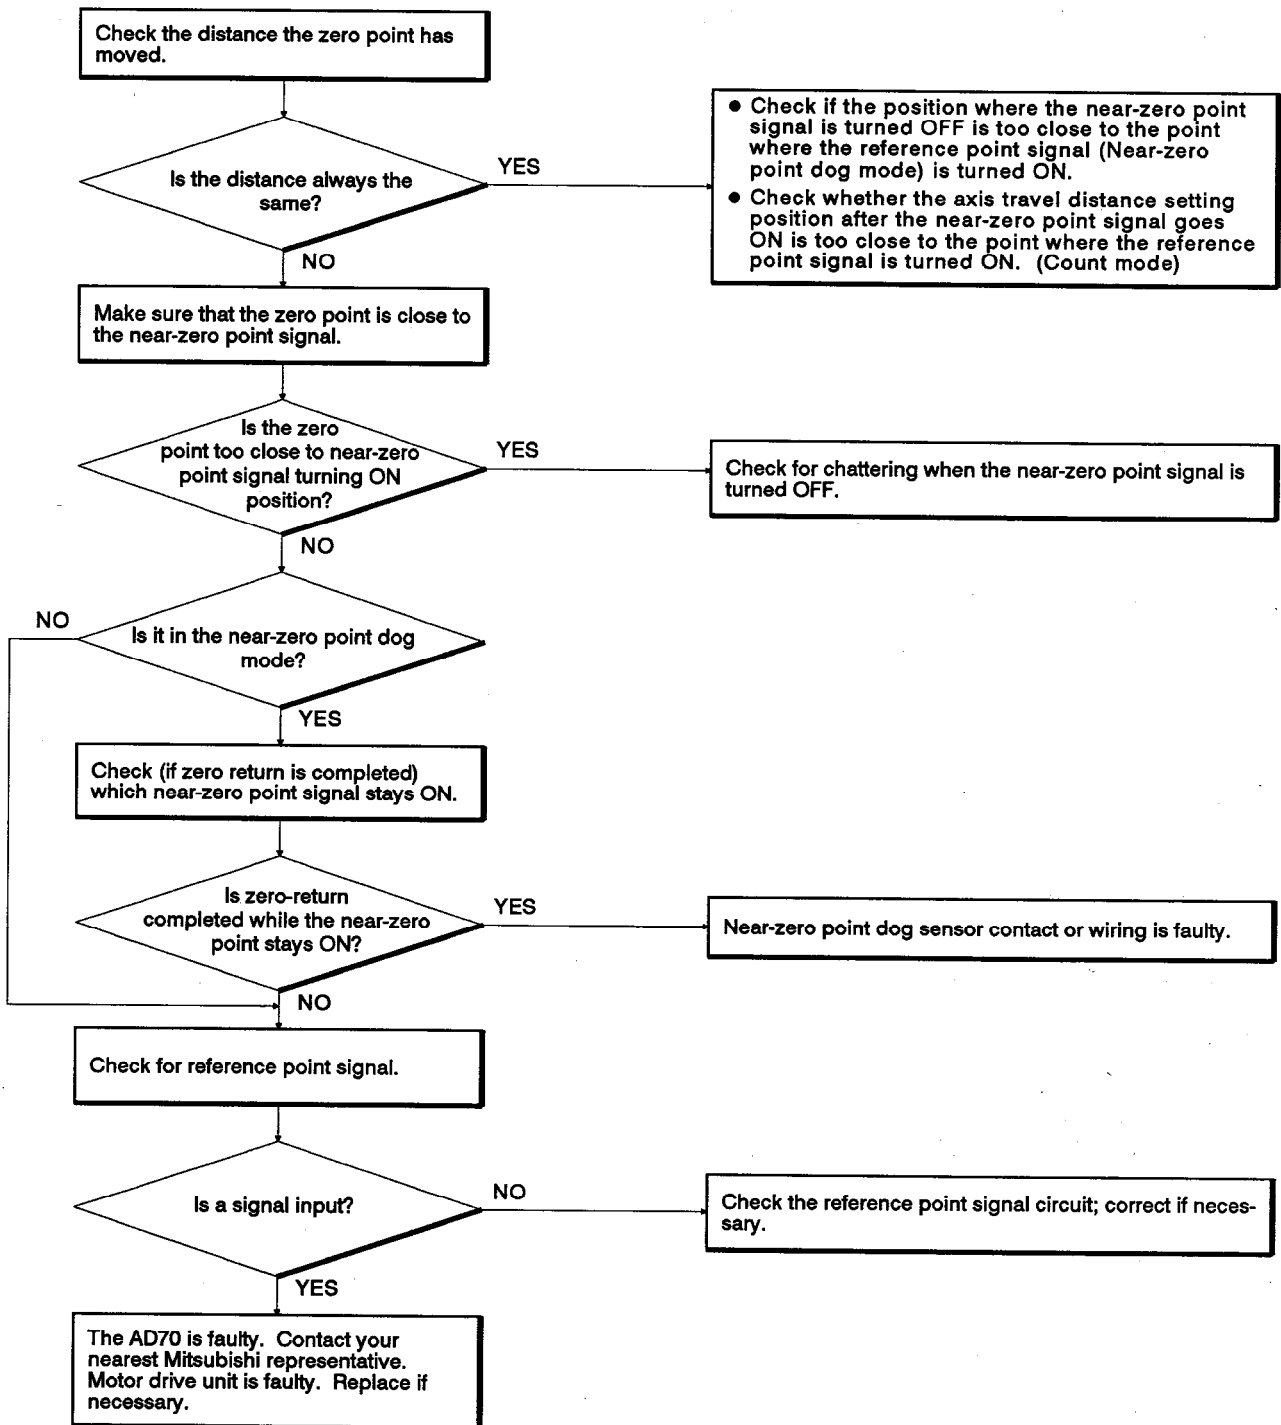 Check the distance the zero point has
moved.
Is the distance always the
same?
YES
● Check if the position where the near-zero point
signal is turned OFF is too close to the point
where the reference point signal (Near-zero
point dog mode) is turned ON.
● Check whether the axis travel distance setting
position after the near-zero point signal goes
ON is too close to the point where the reference
point signal is turned ON. (Count mode)
NO
Make sure that the zero point is close to
the near-zero point signal.
Is the zero
point too close to near-zero
point signal turning ON
position?
YES
Check for chattering when the near-zero point signal is
turned OFF.
NO
Is it in the near-zero point dog
mode?
NO
YES
Check (if zero return is completed)
which near-zero point signal stays ON.
Is zero-return
completed while the near-zero
point stays ON?
YES
Near-zero point dog sensor contact or wiring is faulty.
NO
Check for reference point signal.
Is a signal input?
NO
Check the reference point signal circuit; correct if neces-
sary.
YES
The AD70 is faulty. Contact your
nearest Mitsubishi representative.
Motor drive unit is faulty. Replace if
necessary.